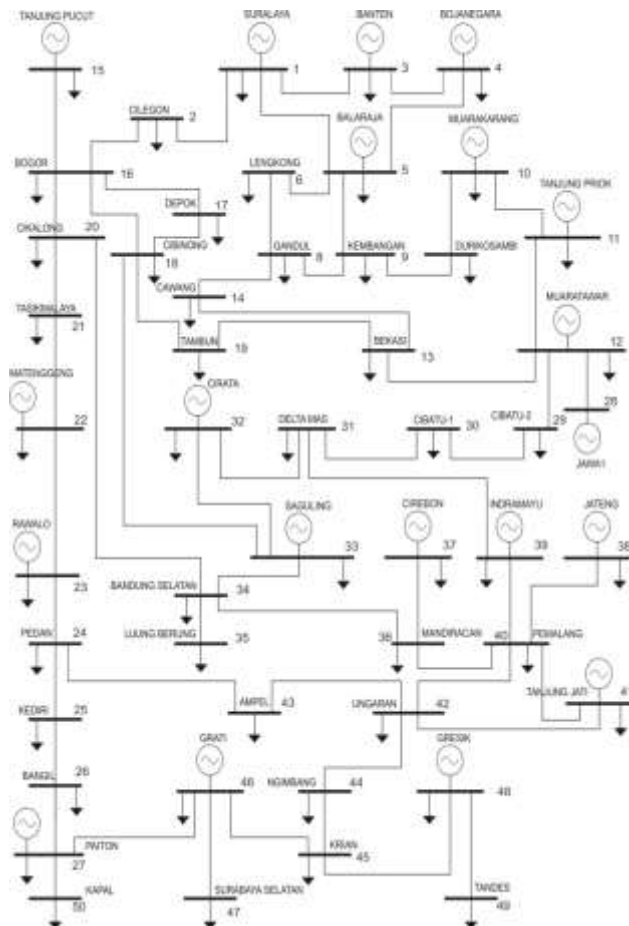 TANJUNG PUCUT
SURALAYA
BANTEN
BOJANEGARA
15
1
3
4
CILEGON
2
BALARAJA
MUARAKARANG
BOGOR
16
LENGKONG
6
5
10
TANJUNG PRIOK
DEPOK
17
CIKALONG
20
CIBINONG
18
GANDUL
8
KEMBANGAN
9
DURIKOSAMBI
11
CAWANG
14
MUARATAWAR
TASIKMALAYA
21
TAMBUN
19
BEKASI
13
12
MATENGGENG
CIRATA
22
32
DELTA MAS
31
CIBATU-1
30
CIBATU-2
29
28
JAWA1
SAGULING
CIREBON
INDRAMAYU
JATENG
RAWALO
33
37
39
38
23
BANDUNG SELATAN
34
PEDAN
24
UJUNG BERUNG
35
36
MANDIRACAN
40
PEMALANG
TANJUNG JATI
41
KEDIRI
25
AMPEL
43
UNGARAN
42
GRATI
GRESIK
BANGIL
26
46
NGIMBANG
44
48
PAITON
27
KRIAN
45
KAPAL
50
SURABAYA SELATAN
47
TANDES
49